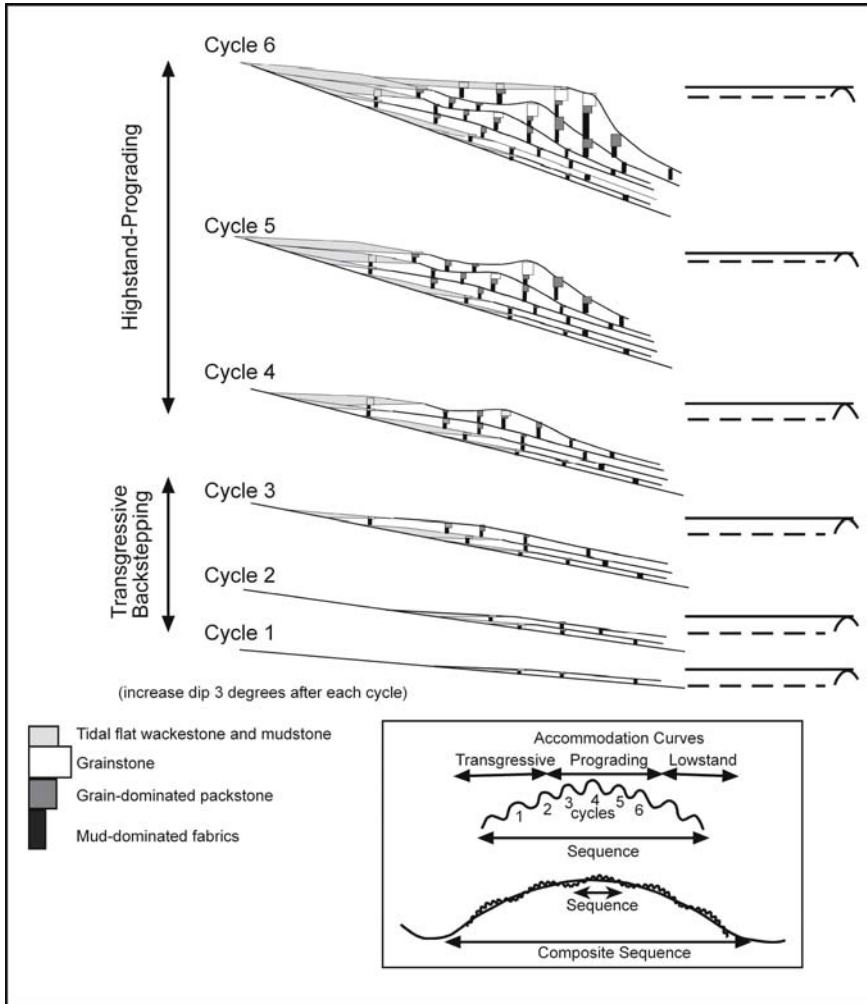 Cycle 6
Highstand-Prograding
Cycle 5
Cycle 4
Transgressive
Backstepping
Cycle 3
Cycle 2
Cycle 1
(increase dip 3 degrees after each cycle)
Tidal flat wackestone and mudstone
Grainstone
Grain-dominated packstone
Mud-dominated fabrics
Accommodation Curves
Transgressive Prograding Lowstand
1 2 3 4 5 6
cycles
Sequence
Sequence
Composite Sequence